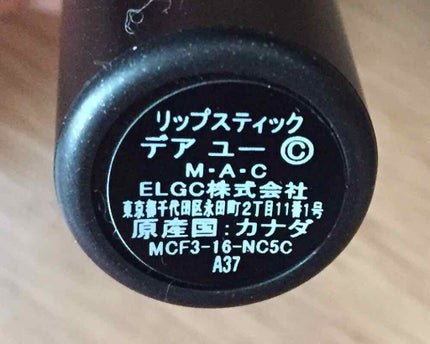 リップスティック
デア ユー Ⓒ
M・A・C
ELGC株式会社
東京都千代田区永田町2丁目11番1号
原産国:カナダ
MCF3-16-NC5C
A37